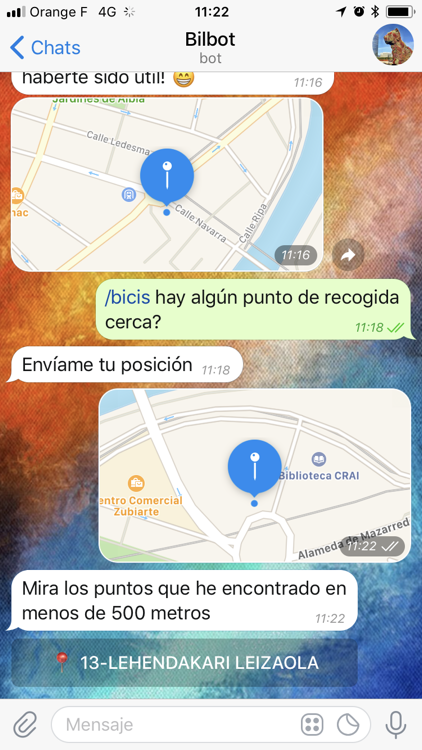 Orange F 4G 11:22
Chats
Bilbot
bot
haberte sido útil! 😁 11:16
Jardines de Albia
Calle Ledesma
Calle Navarra
Calle Ripa
nac
11:16
/bicis hay algún punto de recogida
cerca?
11:18
Envíame tu posición 11:18
Biblioteca CRAI
entro Comercial
Zubiarte
Alameda de Mazarred
11:22
Mira los puntos que he encontrado en
menos de 500 metros
11:22
📍 13-LEHENDAKARI LEIZAOLA
Mensaje